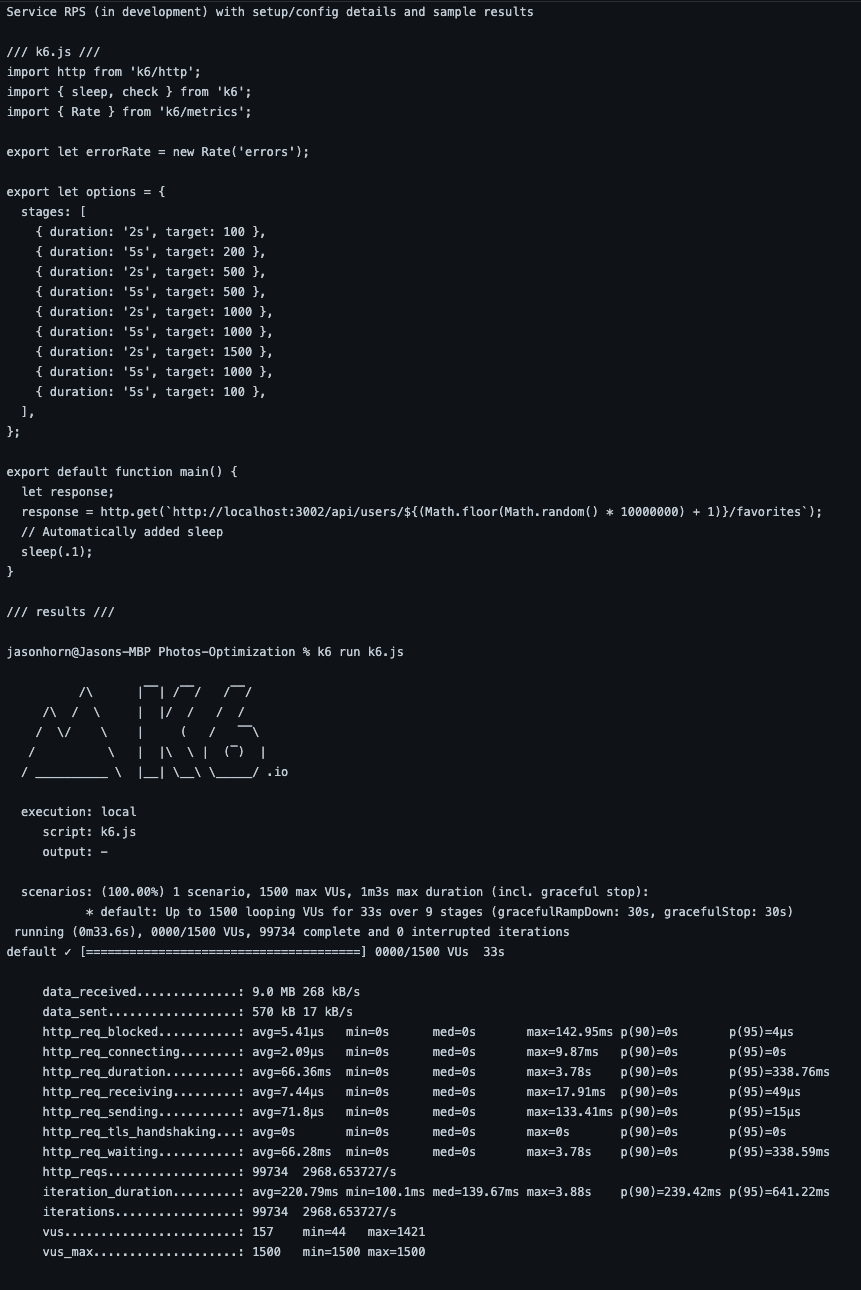 Service RPS (in development) with setup/config details and sample results
/// k6.js ///
import http from 'k6/http';
import { sleep, check } from 'k6';
import { Rate } from 'k6/metrics';
export let errorRate = new Rate('errors');
export let options = {
  stages: [
    { duration: '2s', target: 100 },
    { duration: '5s', target: 200 },
    { duration: '2s', target: 500 },
    { duration: '5s', target: 500 },
    { duration: '2s', target: 1000 },
    { duration: '5s', target: 1000 },
    { duration: '2s', target: 1500 },
    { duration: '5s', target: 1000 },
    { duration: '5s', target: 100 },
  ],
};
export default function main() {
  let response;
  response = http.get(`http://localhost:3002/api/users/${(Math.floor(Math.random() * 10000000) + 1)}/favorites`);
  // Automatically added sleep
  sleep(.1);
}
/// results ///
jasonhorn@Jasons-MBP Photos-Optimization % k6 run k6.js
          /\      |‾‾| /‾‾/   /‾‾/
     /\  /  \     |  |/  /   /  /
    /  \/    \    |     (   /   ‾‾\
   /          \   |  |\  \ |  (‾)  |
  / __________ \  |__| \__\ \_____/ .io
  execution: local
     script: k6.js
     output: -
  scenarios: (100.00%) 1 scenario, 1500 max VUs, 1m3s max duration (incl. graceful stop):
           * default: Up to 1500 looping VUs for 33s over 9 stages (gracefulRampDown: 30s, gracefulStop: 30s)
 running (0m33.6s), 0000/1500 VUs, 99734 complete and 0 interrupted iterations
default ✓ [======================================] 0000/1500 VUs  33s
     data_received..............: 9.0 MB 268 kB/s
     data_sent..................: 570 kB 17 kB/s
     http_req_blocked...........: avg=5.41µs   min=0s      med=0s       max=142.95ms p(90)=0s       p(95)=4µs
     http_req_connecting........: avg=2.09µs   min=0s      med=0s       max=9.87ms   p(90)=0s       p(95)=0s
     http_req_duration..........: avg=66.36ms  min=0s      med=0s       max=3.78s    p(90)=0s       p(95)=338.76ms
     http_req_receiving.........: avg=7.44µs   min=0s      med=0s       max=17.91ms  p(90)=0s       p(95)=49µs
     http_req_sending...........: avg=71.8µs   min=0s      med=0s       max=133.41ms p(90)=0s       p(95)=15µs
     http_req_tls_handshaking...: avg=0s       min=0s      med=0s       max=0s       p(90)=0s       p(95)=0s
     http_req_waiting...........: avg=66.28ms  min=0s      med=0s       max=3.78s    p(90)=0s       p(95)=338.59ms
     http_reqs..................: 99734  2968.653727/s
     iteration_duration.........: avg=220.79ms min=100.1ms med=139.67ms max=3.88s    p(90)=239.42ms p(95)=641.22ms
     iterations.................: 99734  2968.653727/s
     vus........................: 157    min=44   max=1421
     vus_max....................: 1500   min=1500 max=1500